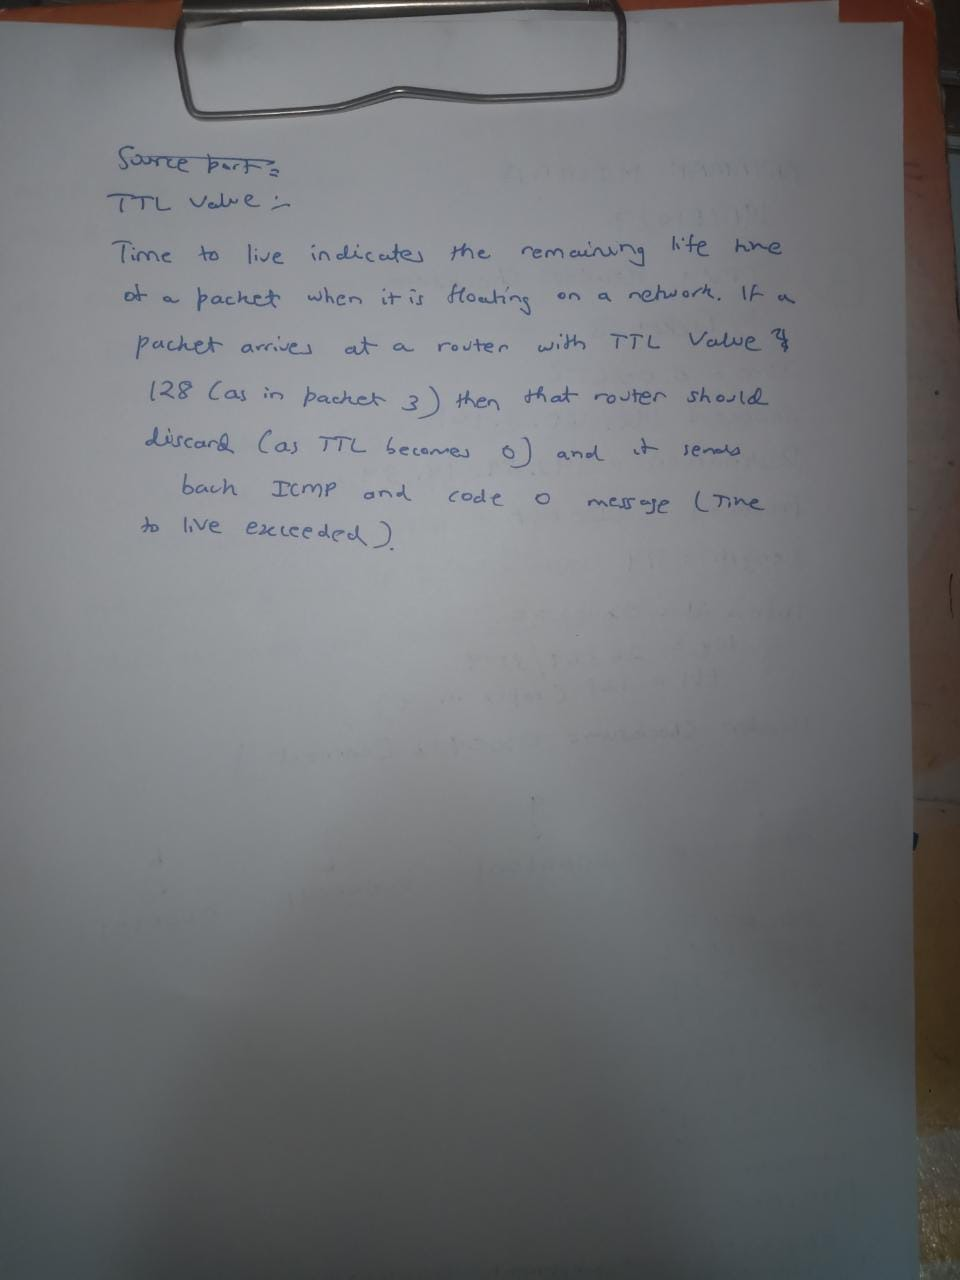 Source port :-
TTL Value :-
Time to live indicates the remaining life time
of a packet when it is floating on a network. If a
packet arrives at a router with TTL Value
128 (as in packet 3) then that router should
discard (as TTL becomes 0) and it sends
back ICMP and code 0 message (Time
to live exceeded).